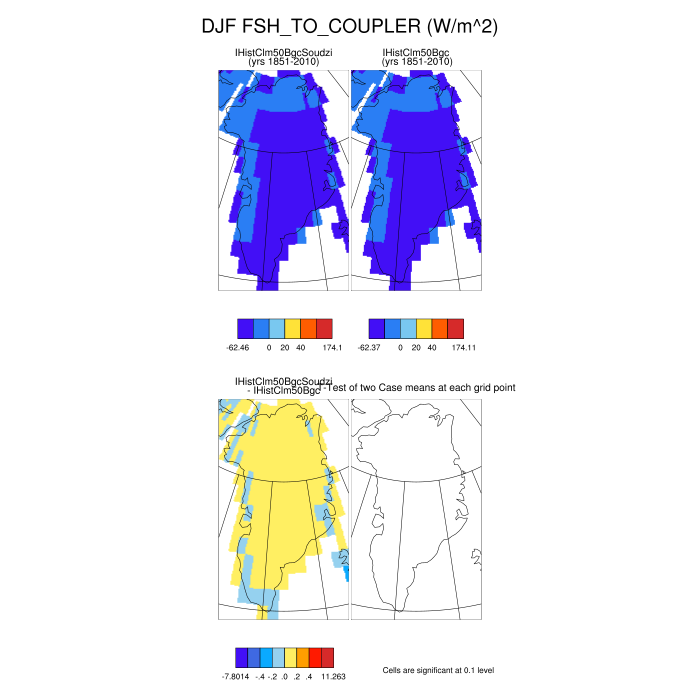 DJF FSH_TO_COUPLER (W/m^2)
IHistClm50BgcSoudzi
(yrs 1851-2010)
IHistClm50Bgc
(yrs 1851-2010)
-62.46 0 20 40 174.1
-62.37 0 20 40 174.11
IHistClm50BgcSoudzi
- IHistClm50Bgc
T-Test of two Case means at each grid point
-7.8014 -.4 -.2 .0 .2 .4 11.263
Cells are significant at 0.1 level